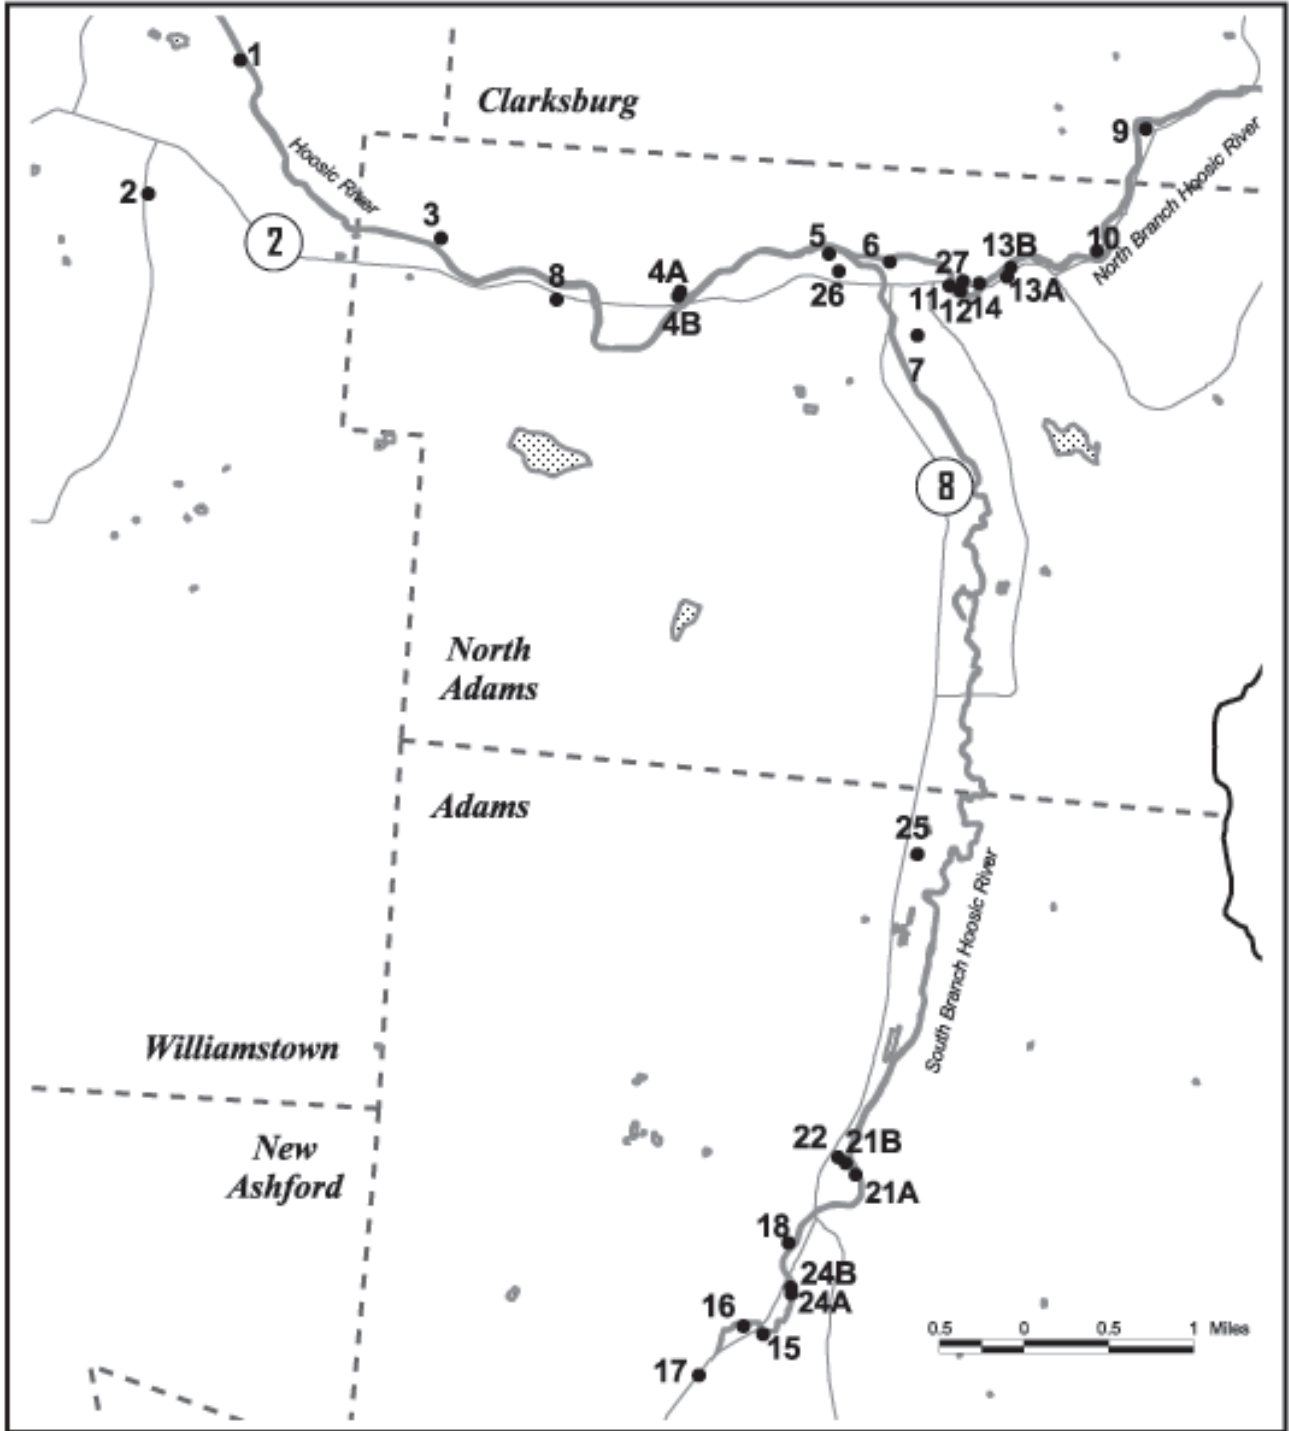 1
Clarksburg
9
Hoosic River
North Branch Hoosic River
2
3
2
5
6
13B
10
27
8
4A
26
11
12
14
13A
4B
7
8
North
Adams
Adams
25
South Branch Hoosic River
Williamstown
New
Ashford
22
21B
21A
18
24B
24A
16
15
17
0.5 0 0.5 1 Miles